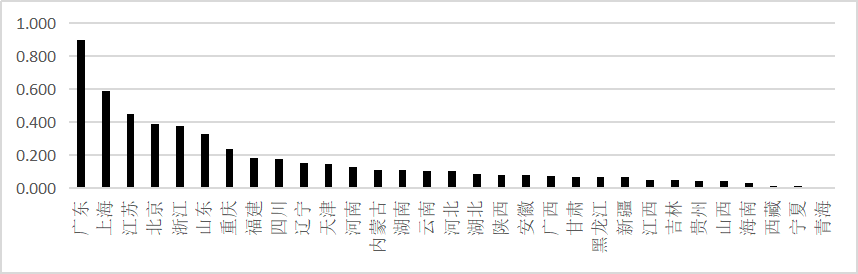 1.000
0.800
0.600
0.400
0.200
0.000
广东
上海
江苏
北京
浙江
山东
重庆
福建
四川
辽宁
天津
河南
内蒙古
湖南
云南
河北
湖北
陕西
安徽
广西
甘肃
黑龙江
新疆
江西
吉林
贵州
山西
海南
西藏
宁夏
青海